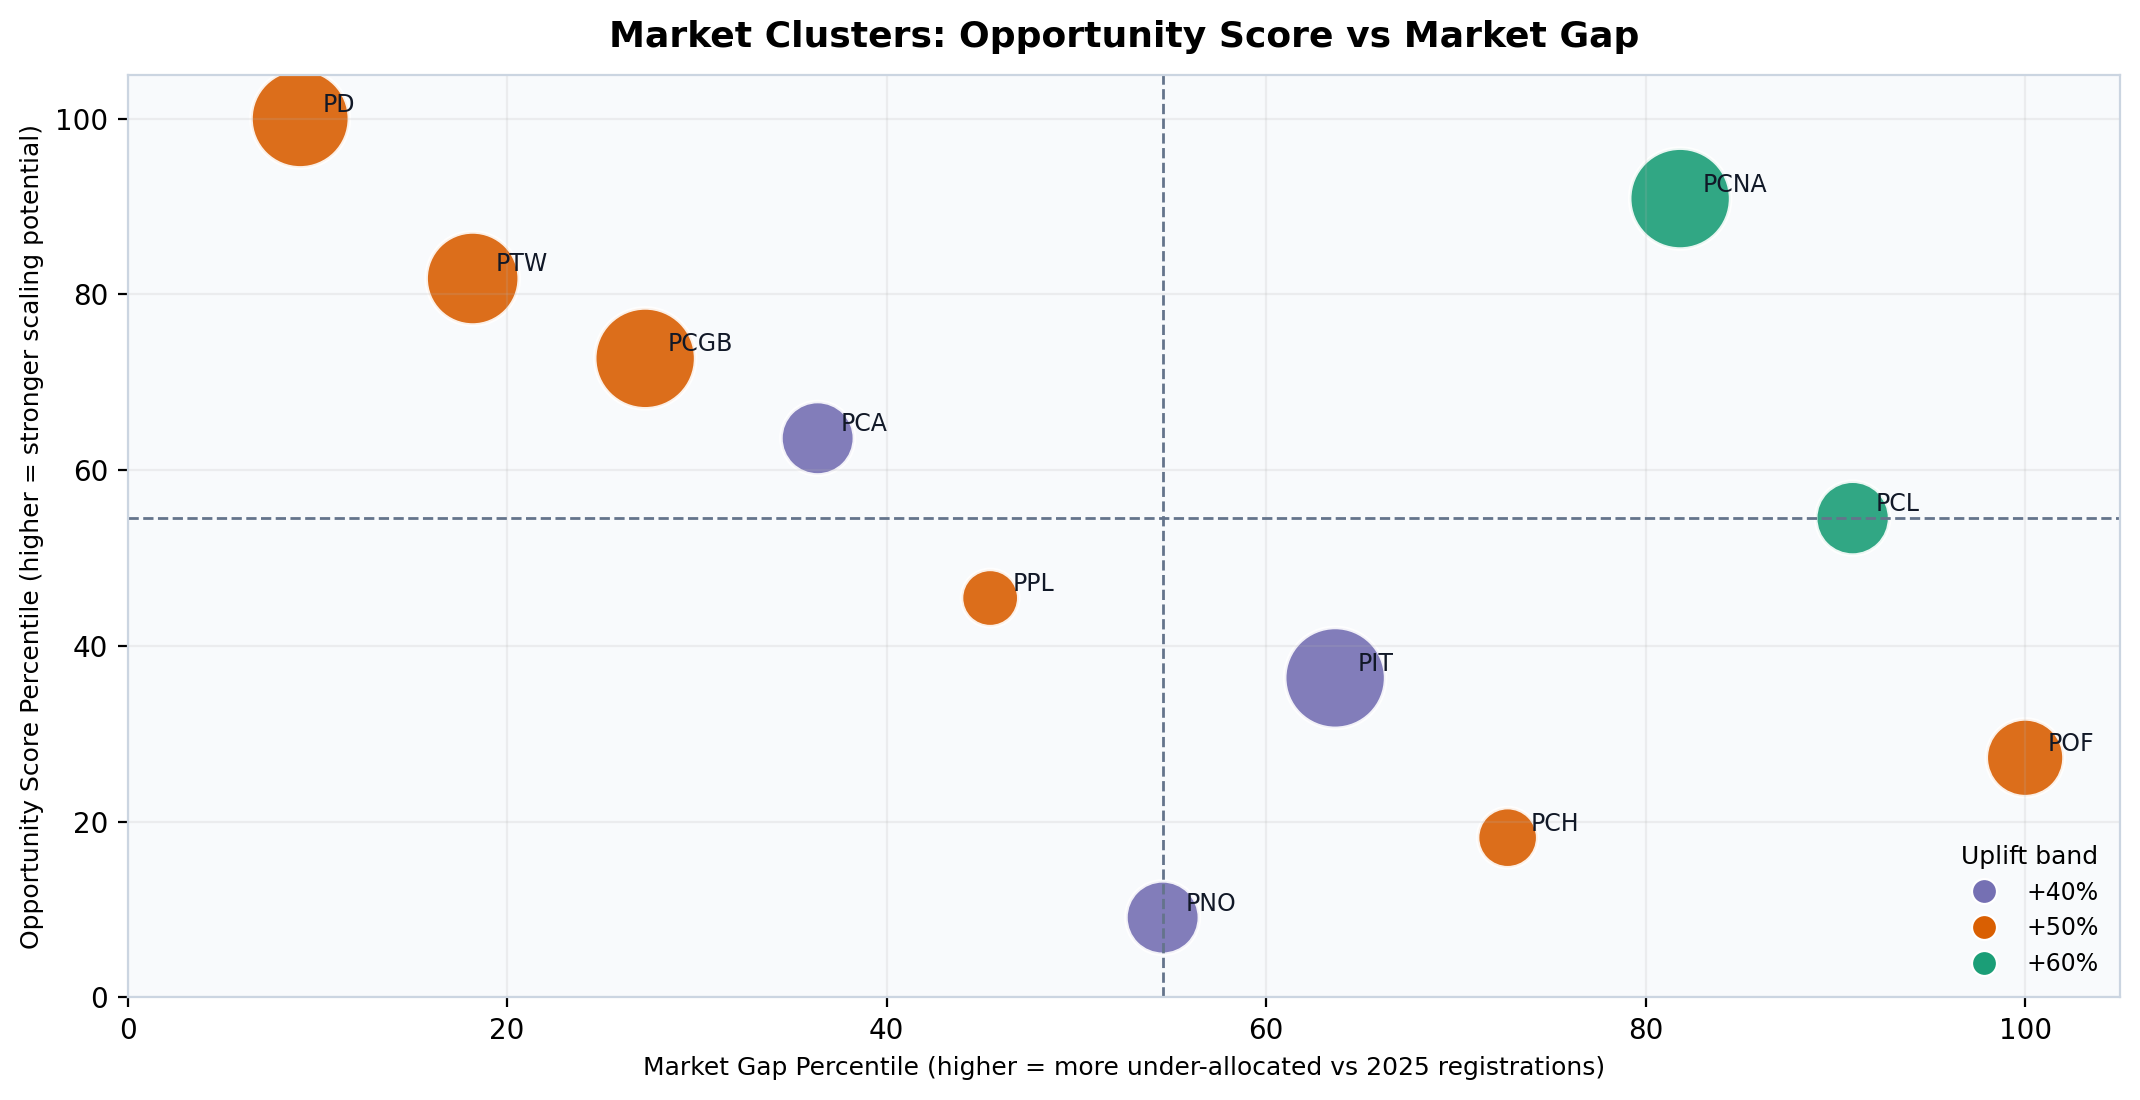 Market Clusters: Opportunity Score vs Market Gap
Opportunity Score Percentile (higher = stronger scaling potential)
100
80
60
40
20
0
PD
PCNA
PTW
PCGB
PCA
PCL
PPL
PIT
POF
PCH
PNO
Uplift band
+40%
+50%
+60%
0
20
40
60
80
100
Market Gap Percentile (higher = more under-allocated vs 2025 registrations)